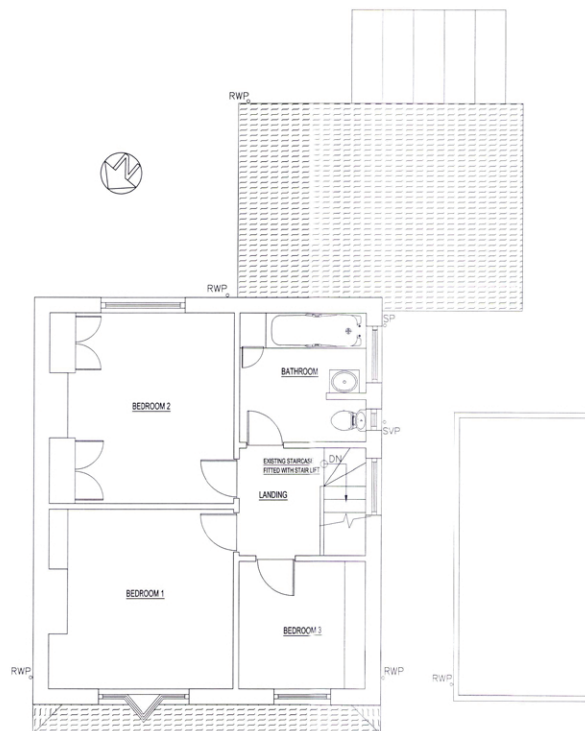 RWP
N
RWP
SP
BATHROOM
BEDROOM 2
SVP
EXISTING STAIRCASE
FITTED WITH STAIR LIFT
DN
LANDING
BEDROOM 1
BEDROOM 3
RWP
RWP
RWP